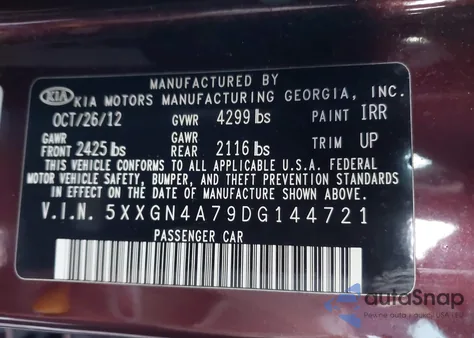 MANUFACTURED BY
KIA KIA MOTORS MANUFACTURING GEORGIA, INC.
OCT/26/12 GVWR 4299 lbs PAINT IRR
GAWR FRONT 2425 lbs GAWR REAR 2116 lbs TRIM UP
THIS VEHICLE CONFORMS TO ALL APPLICABLE U.S.A. FEDERAL
MOTOR VEHICLE SAFETY, BUMPER, AND THEFT PREVENTION STANDARDS
IN EFFECT ON THE DATE OF MANUFACTURE SHOWN ABOVE.
V.I.N. 5XXGN4A79DG144721
PASSENGER CAR
autoSnap